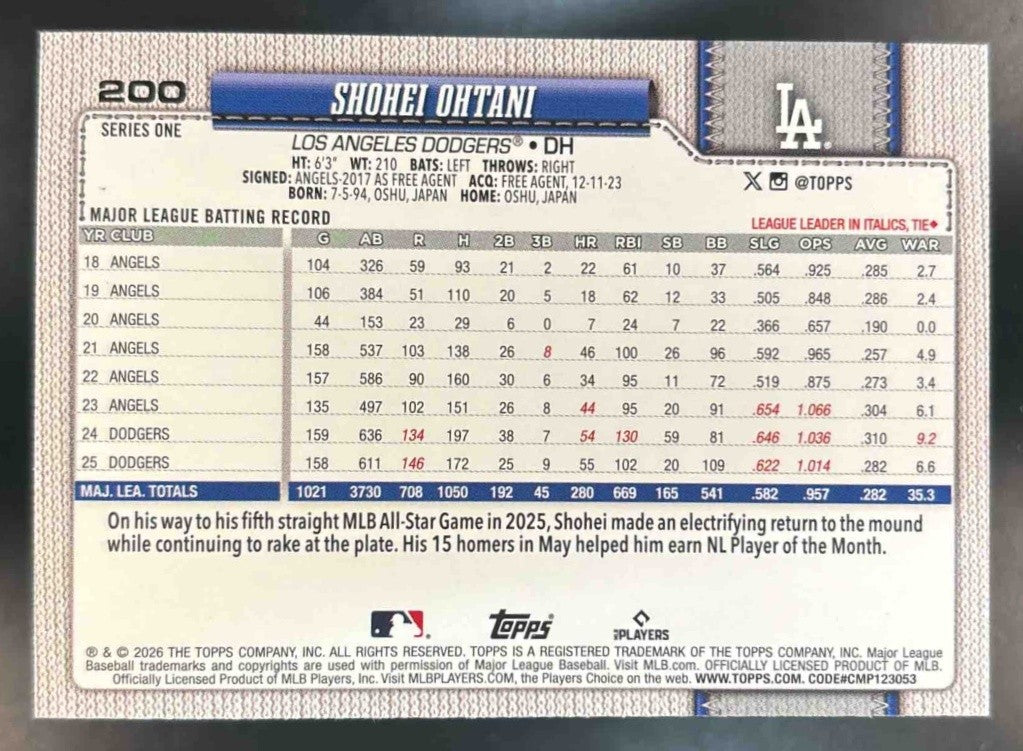 200
SHOHEI OHTANI
LA
SERIES ONE
LOS ANGELES DODGERS® • DH
HT: 6'3" WT: 210 BATS: LEFT THROWS: RIGHT
SIGNED: ANGELS-2017 AS FREE AGENT ACQ: FREE AGENT, 12-11-23
BORN: 7-5-94, OSHU, JAPAN HOME: OSHU, JAPAN
@TOPPS
MAJOR LEAGUE BATTING RECORD
LEAGUE LEADER IN ITALICS, TIE♦
YR CLUB G AB R H 2B 3B HR RBI SB BB SLG OPS AVG WAR
18 ANGELS 104 326 59 93 21 2 22 61 10 37 .564 .925 .285 2.7
19 ANGELS 106 384 51 110 20 5 18 62 12 33 .505 .848 .286 2.4
20 ANGELS 44 153 23 29 6 0 7 24 7 22 .366 .657 .190 0.0
21 ANGELS 158 537 103 138 26 8 46 100 26 96 .592 .965 .257 4.9
22 ANGELS 157 586 90 160 30 6 34 95 11 72 .519 .875 .273 3.4
23 ANGELS 135 497 102 151 26 8 44 95 20 91 .654 1.066 .304 6.1
24 DODGERS 159 636 134 197 38 7 54 130 59 81 .646 1.036 .310 9.2
25 DODGERS 158 611 146 172 25 9 55 102 20 109 .622 1.014 .282 6.6
MAJ. LEA. TOTALS 1021 3730 708 1050 192 45 280 669 165 541 .582 .957 .282 35.3
On his way to his fifth straight MLB All-Star Game in 2025, Shohei made an electrifying return to the mound
while continuing to rake at the plate. His 15 homers in May helped him earn NL Player of the Month.
Topps
MLBPLAYERS
® & © 2026 THE TOPPS COMPANY, INC. ALL RIGHTS RESERVED. TOPPS IS A REGISTERED TRADEMARK OF THE TOPPS COMPANY, INC. Major League
Baseball trademarks and copyrights are used with permission of Major League Baseball. Visit MLB.com. OFFICIALLY LICENSED PRODUCT OF MLB.
Officially Licensed Product of MLB Players, Inc. Visit MLBPLAYERS.COM, the Players Choice on the web. WWW.TOPPS.COM. CODE#CMP123053